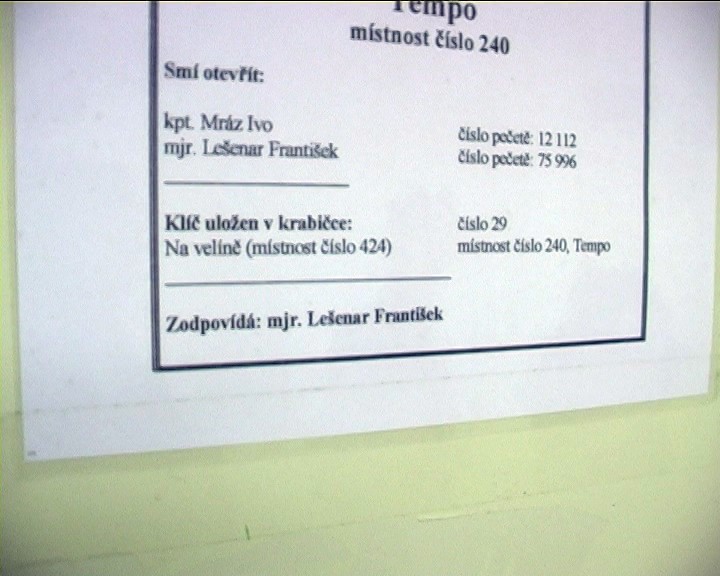 Tempo
místnost číslo 240
Smí otevřít:
kpt. Mráz Ivo číslo pečetě: 12 112
mjr. Lešenar František číslo pečetě: 75 996
Klíč uložen v krabičce: číslo 29
Na velíně (místnost číslo 424) místnost číslo 240, Tempo
Zodpovídá: mjr. Lešenar František